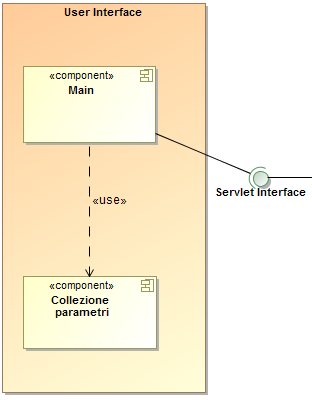 User Interface
«component»
Main
«use»
Servlet Interface
«component»
Collezione
parametri